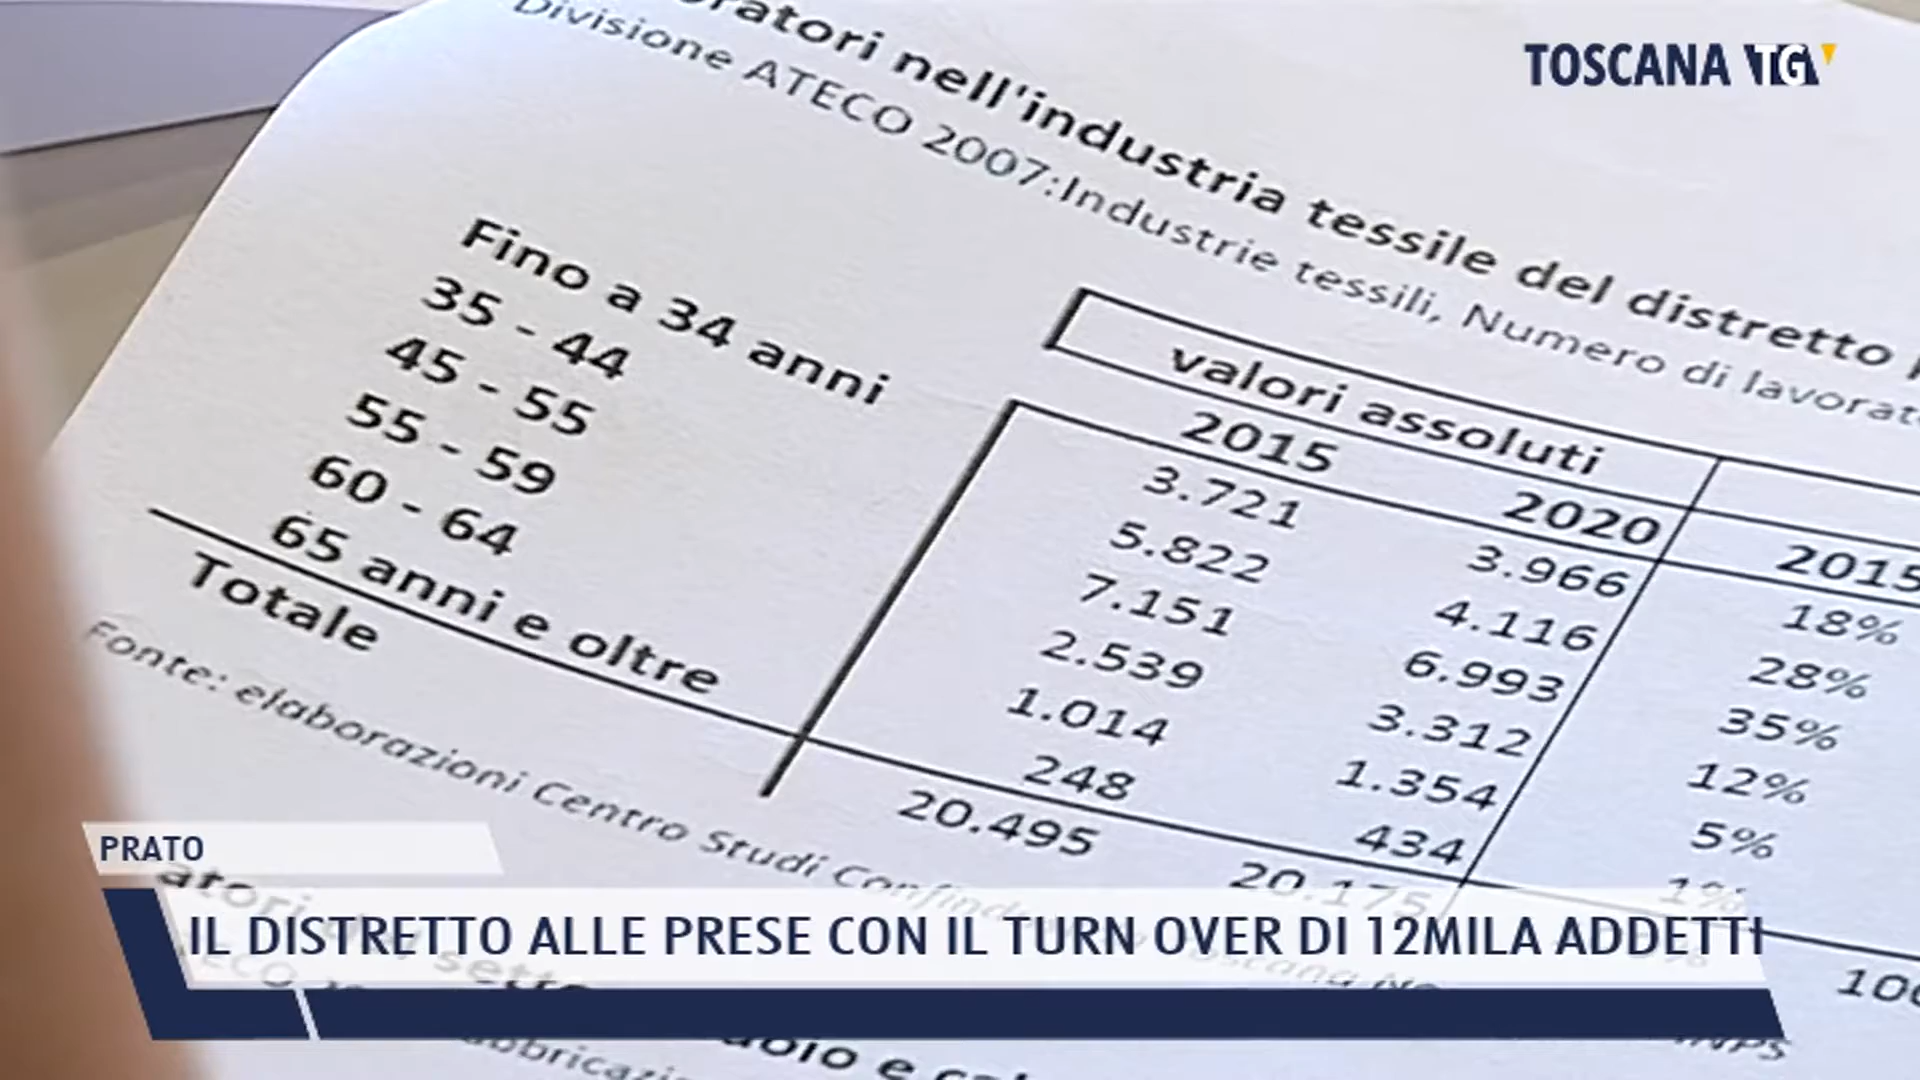 TOSCANA TG
nell'industria tessile del distretto
Divisione ATECO 2007:Industrie tessili, Numero di
valori assoluti
2015 2020 2015
Fino a 34 anni 3.721 3.966 18%
35 - 44 5.822 4.116 28%
45 - 55 7.151 6.993 35%
55 - 59 2.539 3.312 12%
60 - 64 1.014 1.354 5%
65 anni e oltre 248 434 1%
Totale 20.495 20.175
Fonte: elaborazioni Centro Studi
PRATO
IL DISTRETTO ALLE PRESE CON IL TURN OVER DI 12MILA ADDETTI